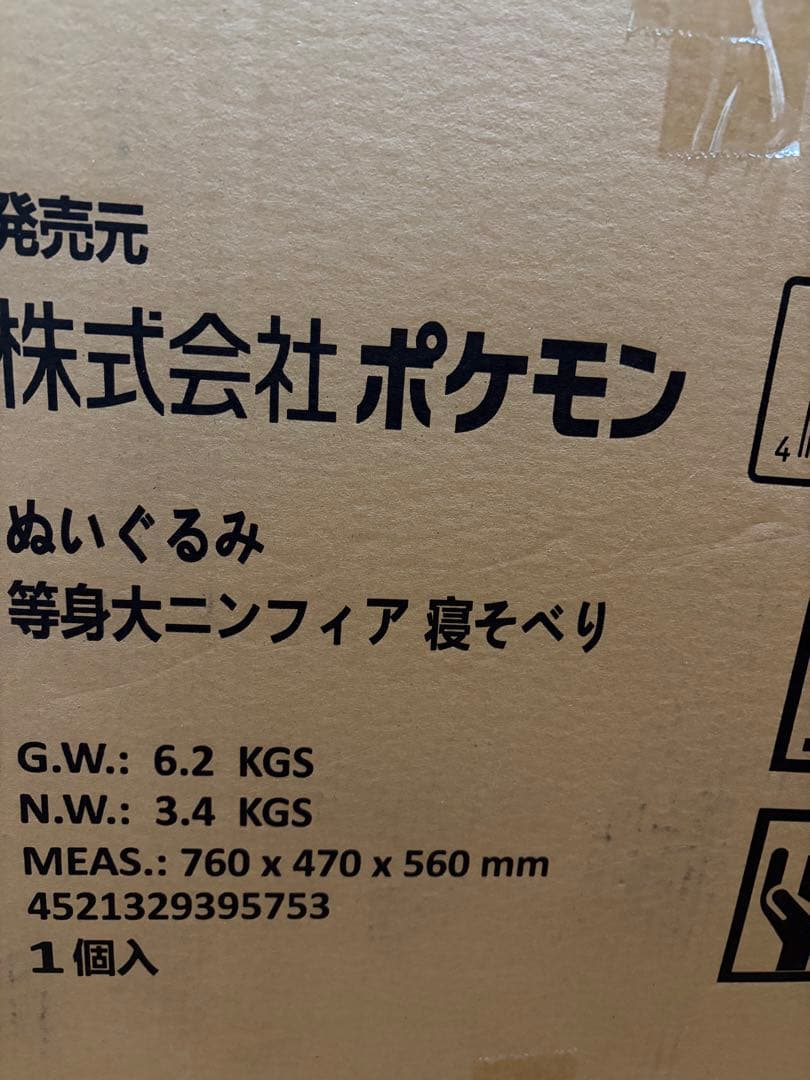 発売元
株式会社ポケモン
ぬいぐるみ
等身大ニンフィア 寝そべり
G.W.: 6.2 KGS
N.W.: 3.4 KGS
MEAS.: 760 x 470 x 560 mm
4521329395753
1個入
4